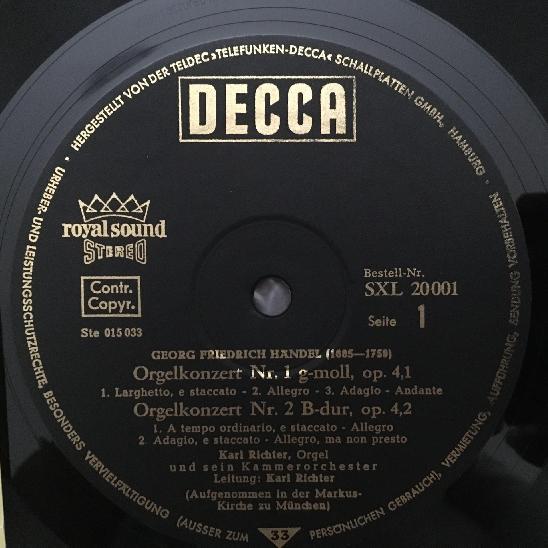 HERGESTELLT VON DER TELDEC »TELEFUNKEN-DECCA« SCHALLPLATTEN GMBH, HAMBURG •
DECCA
royal sound
STEREO
Contr.
Copyr.
Ste 015 033
Bestell-Nr.
SXL 20 001
Seite 1
GEORG FRIEDRICH HANDEL (1685-1759)
Orgelkonzert Nr. 1 g-moll, op. 4,1
1. Larghetto, e staccato - 2. Allegro - 3. Adagio - Andante
Orgelkonzert Nr. 2 B-dur, op. 4,2
1. A tempo ordinario, e staccato - Allegro
2. Adagio, e staccato - Allegro, ma non presto
Karl Richter, Orgel
und sein Kammerorchester
Leitung: Karl Richter
(Aufgenommen in der Markus-
Kirche zu München)
33
• URHEBER- UND LEISTUNGSSCHUTZRECHTE, BESONDERS VERVIELFÄLTIGUNG (AUSSER ZUM PERSÖNLICHEN GEBRAUCH), VERMIETUNG, AUFFÜHRUNG, SENDUNG VORBEHALTEN